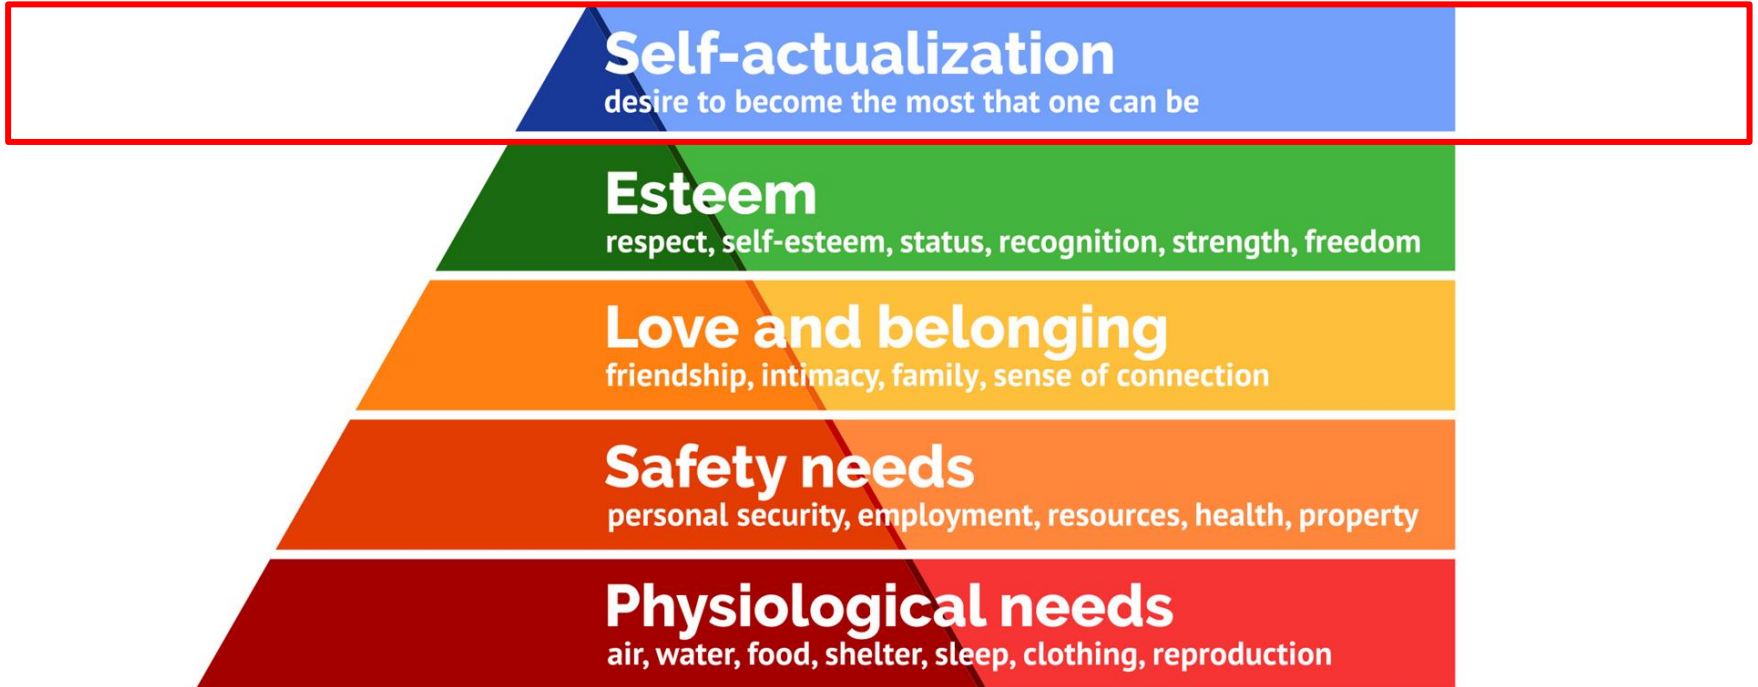 Self-actualization
desire to become the most that one can be
Esteem
respect, self-esteem, status, recognition, strength, freedom
Love and belonging
friendship, intimacy, family, sense of connection
Safety needs
personal security, employment, resources, health, property
Physiological needs
air, water, food, shelter, sleep, clothing, reproduction